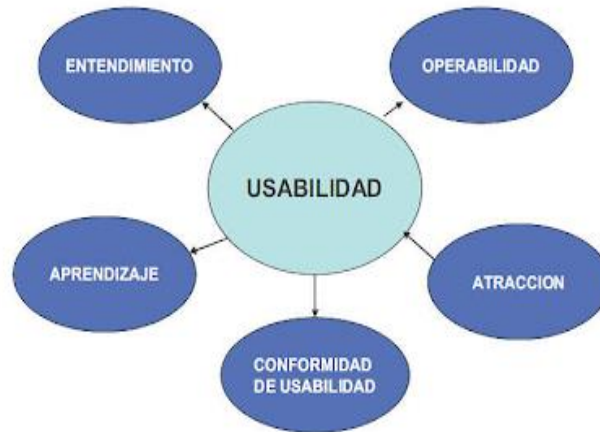 ENTENDIMIENTO
OPERABILIDAD
USABILIDAD
APRENDIZAJE
ATRACCION
CONFORMIDAD
DE USABILIDAD